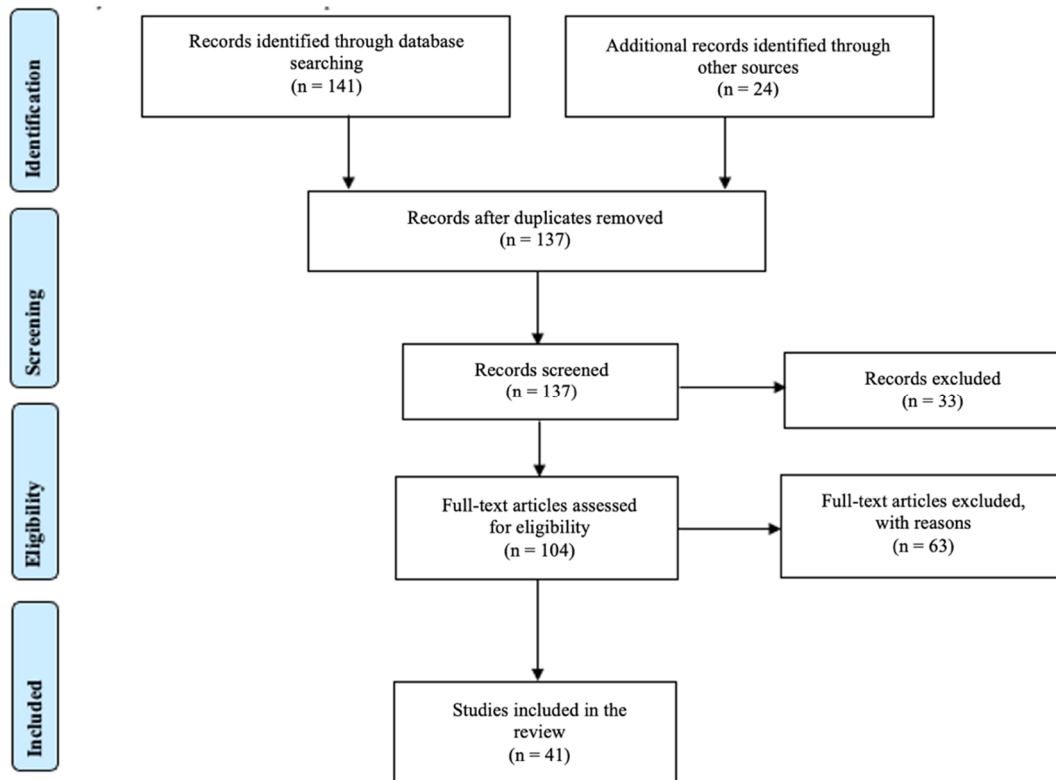 Identification
Records identified through database
searching
(n = 141)
Additional records identified through
other sources
(n = 24)
Records after duplicates removed
(n = 137)
Screening
Records screened
(n = 137)
Records excluded
(n = 33)
Eligibility
Full-text articles assessed
for eligibility
(n = 104)
Full-text articles excluded,
with reasons
(n = 63)
Included
Studies included in the
review
(n = 41)